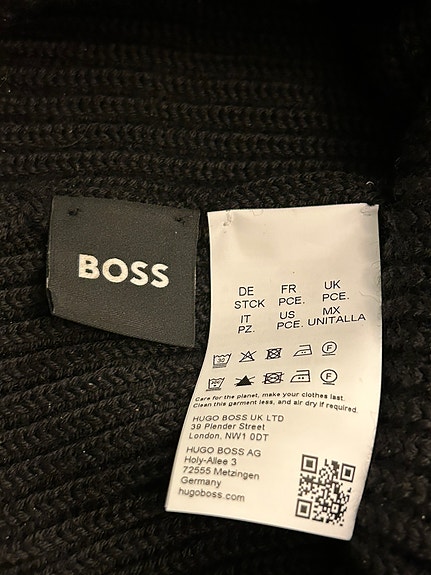 BOSS
DE FR UK
STCK PCE. PCE.
IT US MX
PZ. PCE. UNITALLA
Care for the planet, make your clothes last.
Clean this garment less, and air dry if required.
HUGO BOSS UK LTD
39 Plender Street
London, NW1 0DT
HUGO BOSS AG
Holy-Allee 3
72555 Metzingen
Germany
hugoboss.com